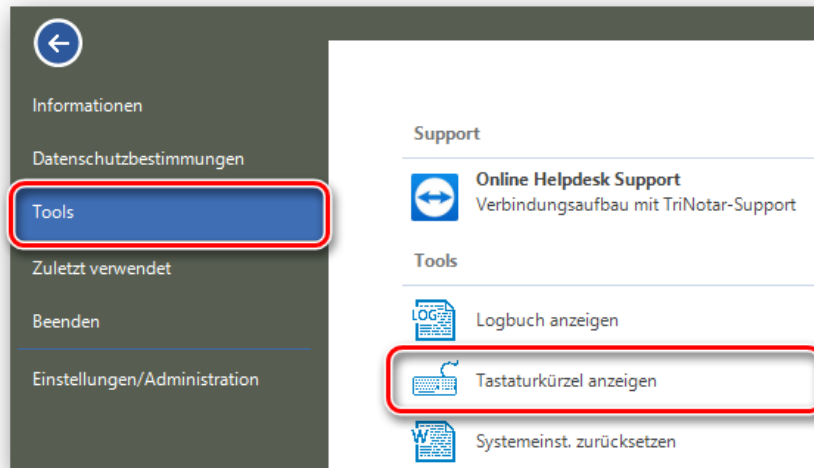 Informationen
Datenschutzbestimmungen
Tools
Zuletzt verwendet
Beenden
Einstellungen/Administration
Support
Online Helpdesk Support
Verbindungsaufbau mit TriNotar-Support
Tools
LOG
Logbuch anzeigen
Tastaturkürzel anzeigen
W
Systemeinst. zurücksetzen